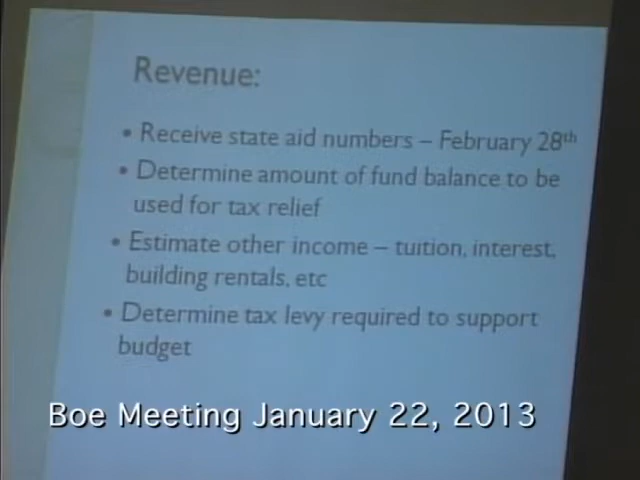 Revenue:
• Receive state aid numbers – February 28th
• Determine amount of fund balance to be
used for tax relief
• Estimate other income – tuition, interest,
building rentals, etc
• Determine tax levy required to support
budget
Boe Meeting January 22, 2013